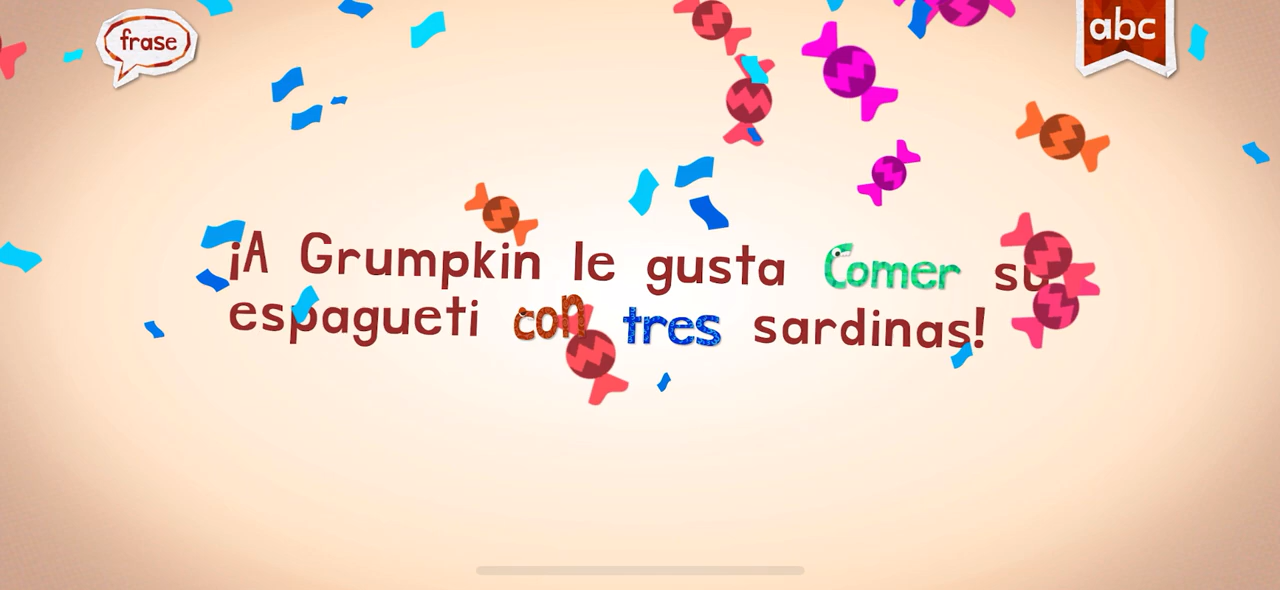 frase
abc
¡A Grumpkin le gusta Comer su
espagueti con tres sardinas!